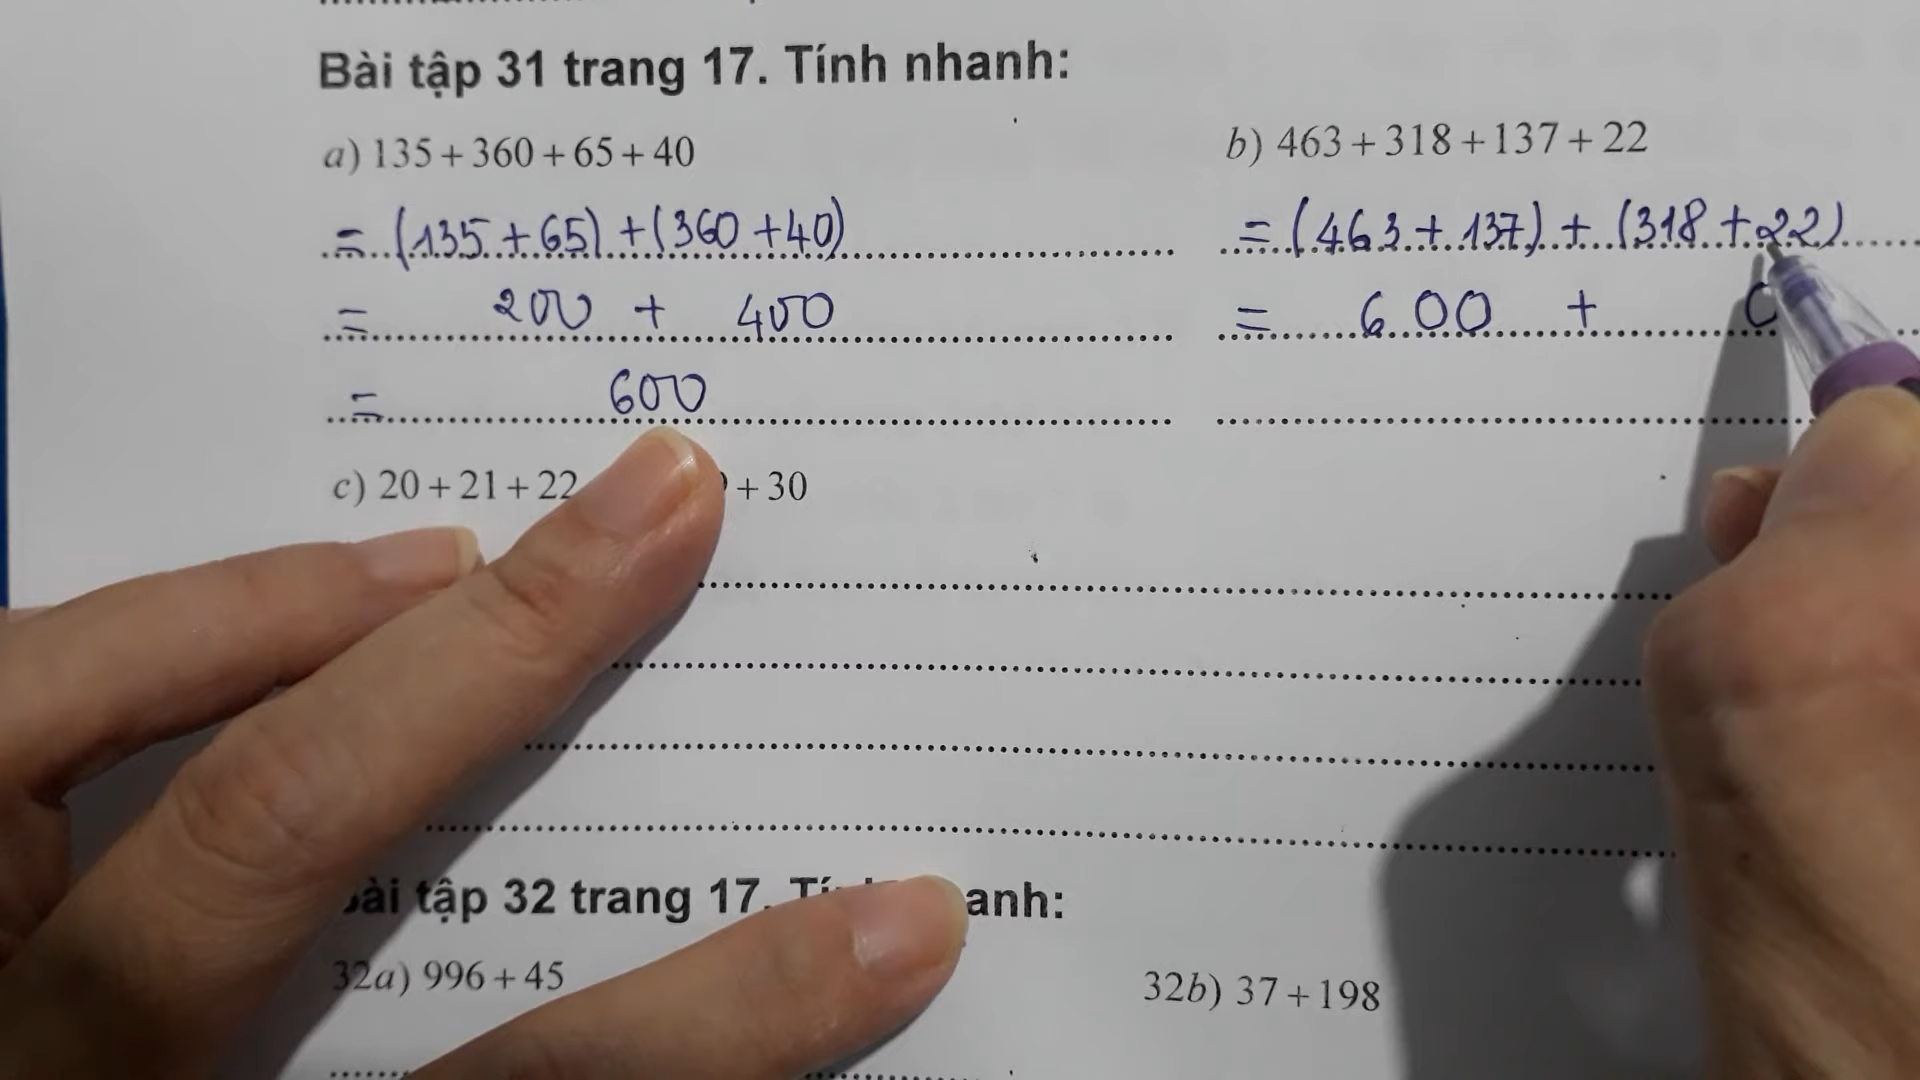 Bài tập 31 trang 17. Tính nhanh:
a) 135 + 360 + 65 + 40
= (135 + 65) + (360 + 40)
= 200 + 400
= 600
b) 463 + 318 + 137 + 22
= (463 + 137) + (318 + 22)
= 600 + 0
c) 20 + 21 + 22 + 30
tập 32 trang 17.
32a) 996 + 45
32b) 37 + 198